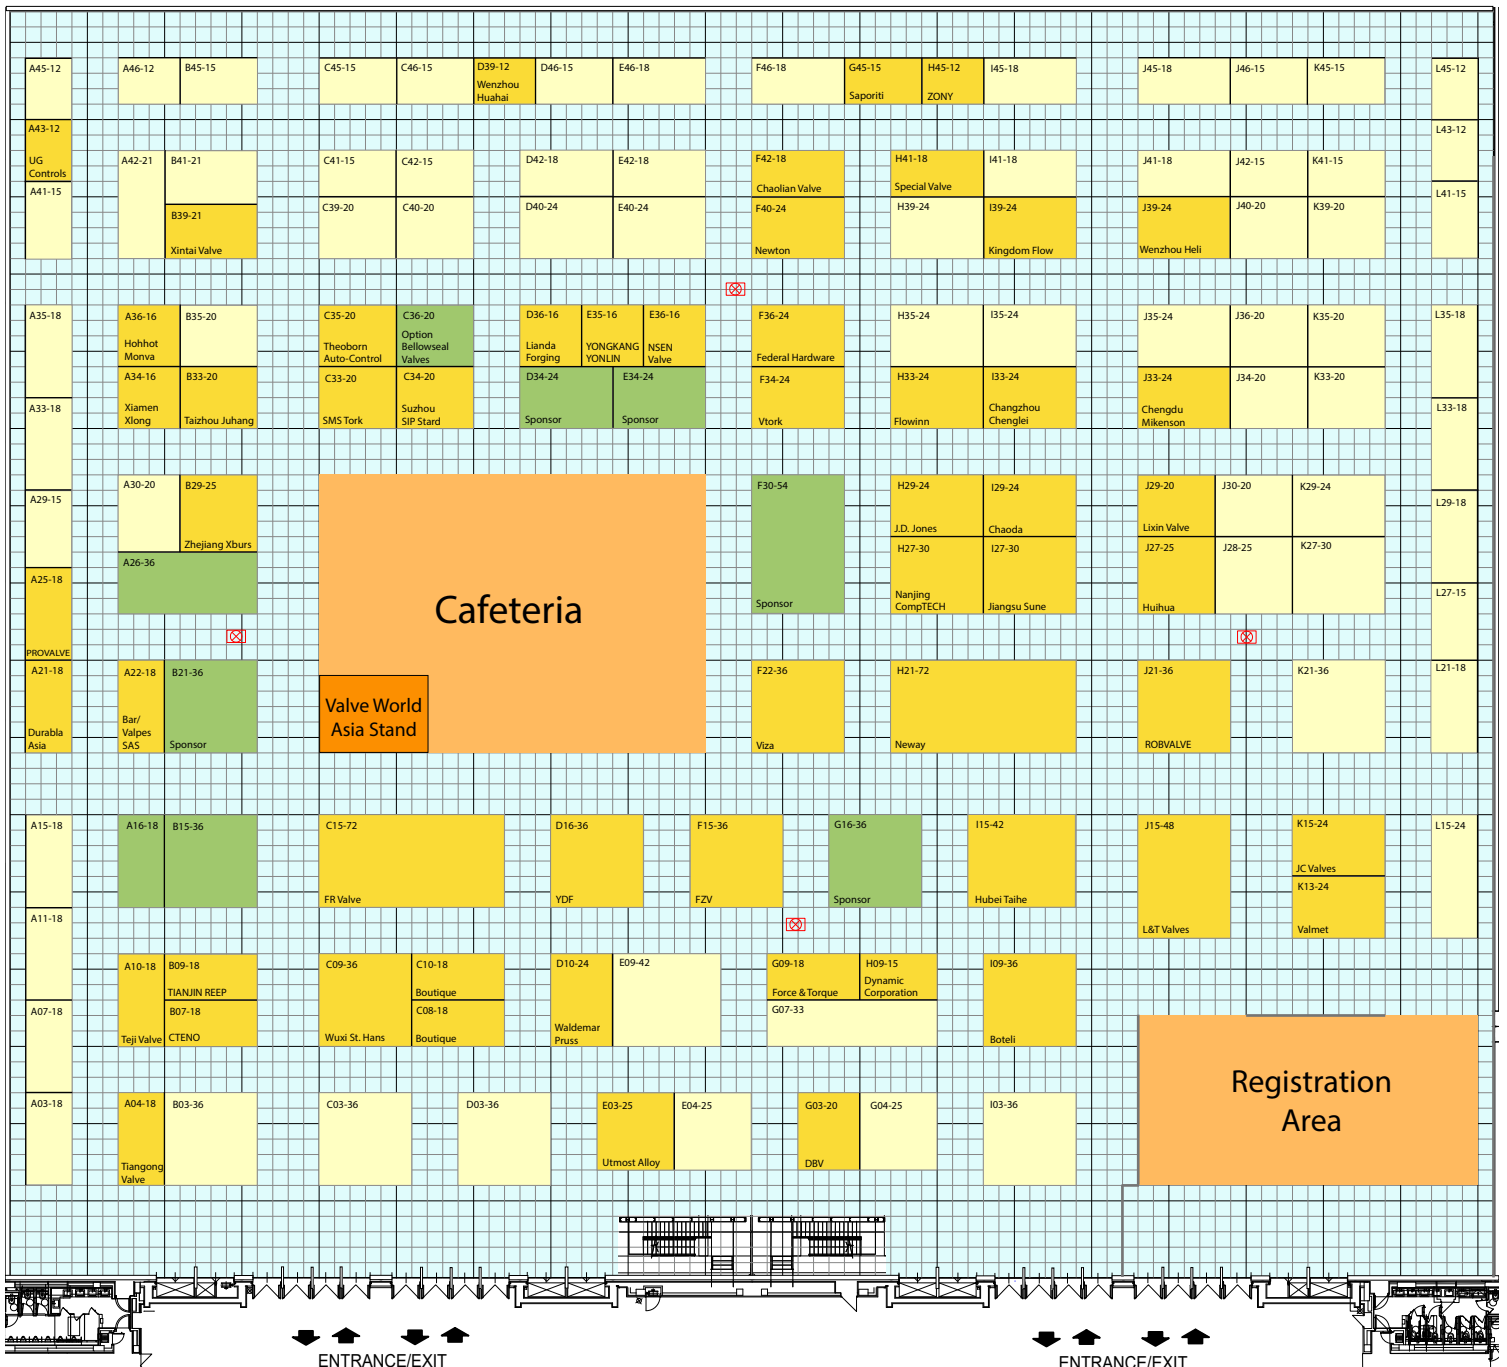 A45-12
A46-12
B45-15
C45-15
C46-15
D39-12
Wenzhou
Huahai
D46-15
E46-18
F46-18
G45-15
Saporiti
H45-12
ZONY
I45-18
J45-18
J46-15
K45-15
L45-12
A43-12
UG
Controls
L43-12
A41-15
A42-21
B41-21
C41-15
C42-15
D42-18
E42-18
F42-18
Chaolian Valve
H41-18
Special Valve
I41-18
J41-18
J42-15
K41-15
L41-15
B39-21
Xintai Valve
C39-20
C40-20
D40-24
E40-24
F40-24
Newton
H39-24
I39-24
Kingdom Flow
J39-24
Wenzhou Heli
J40-20
K39-20
A35-18
A36-16
Hohhot
Monva
B35-20
C35-20
Theoborn
Auto-Control
C36-20
Option
Bellowseal
Valves
D36-16
Lianda
Forging
E35-16
YONGKANG
YONLIN
E36-16
NSEN
Valve
F36-24
Federal Hardware
H35-24
I35-24
J35-24
J36-20
K35-20
L35-18
A34-16
Xiamen
Xlong
B33-20
Taizhou Juhang
C33-20
SMS Tork
C34-20
Suzhou
SIP Stard
D34-24
Sponsor
E34-24
Sponsor
F34-24
Vtork
H33-24
Flowinn
I33-24
Changzhou
Chenglei
J33-24
Chengdu
Mikenson
J34-20
K33-20
A33-18
L33-18
A29-15
A30-20
B29-25
Zhejiang Xburs
F30-54
Sponsor
H29-24
J.D. Jones
I29-24
Chaoda
J29-20
Lixin Valve
J30-20
K29-24
L29-18
A26-36
Cafeteria
H27-30
Nanjing
CompTECH
I27-30
Jiangsu Sune
J27-25
Huihua
J28-25
K27-30
L27-15
A25-18
PROVALVE
A21-18
Durabla
Asia
A22-18
Bar/
Valpes
SAS
B21-36
Sponsor
Valve World
Asia Stand
F22-36
Viza
H21-72
Neway
J21-36
ROBVALVE
K21-36
L21-18
A15-18
A16-18
B15-36
C15-72
FR Valve
D16-36
YDF
F15-36
FZV
G16-36
Sponsor
I15-42
Hubei Taihe
J15-48
L&T Valves
K15-24
JC Valves
K13-24
Valmet
L15-24
A11-18
A10-18
Teji Valve
B09-18
TIANJIN REEP
B07-18
CTENO
C09-36
Wuxi St. Hans
C10-18
Boutique
C08-18
Boutique
D10-24
Waldemar
Pruss
E09-42
G09-18
Force & Torque
H09-15
Dynamic
Corporation
G07-33
I09-36
Boteli
A07-18
Registration
Area
A03-18
A04-18
Tiangong
Valve
B03-36
C03-36
D03-36
E03-25
Utmost Alloy
E04-25
G03-20
DBV
G04-25
I03-36
ENTRANCE/EXIT
ENTRANCE/EXIT